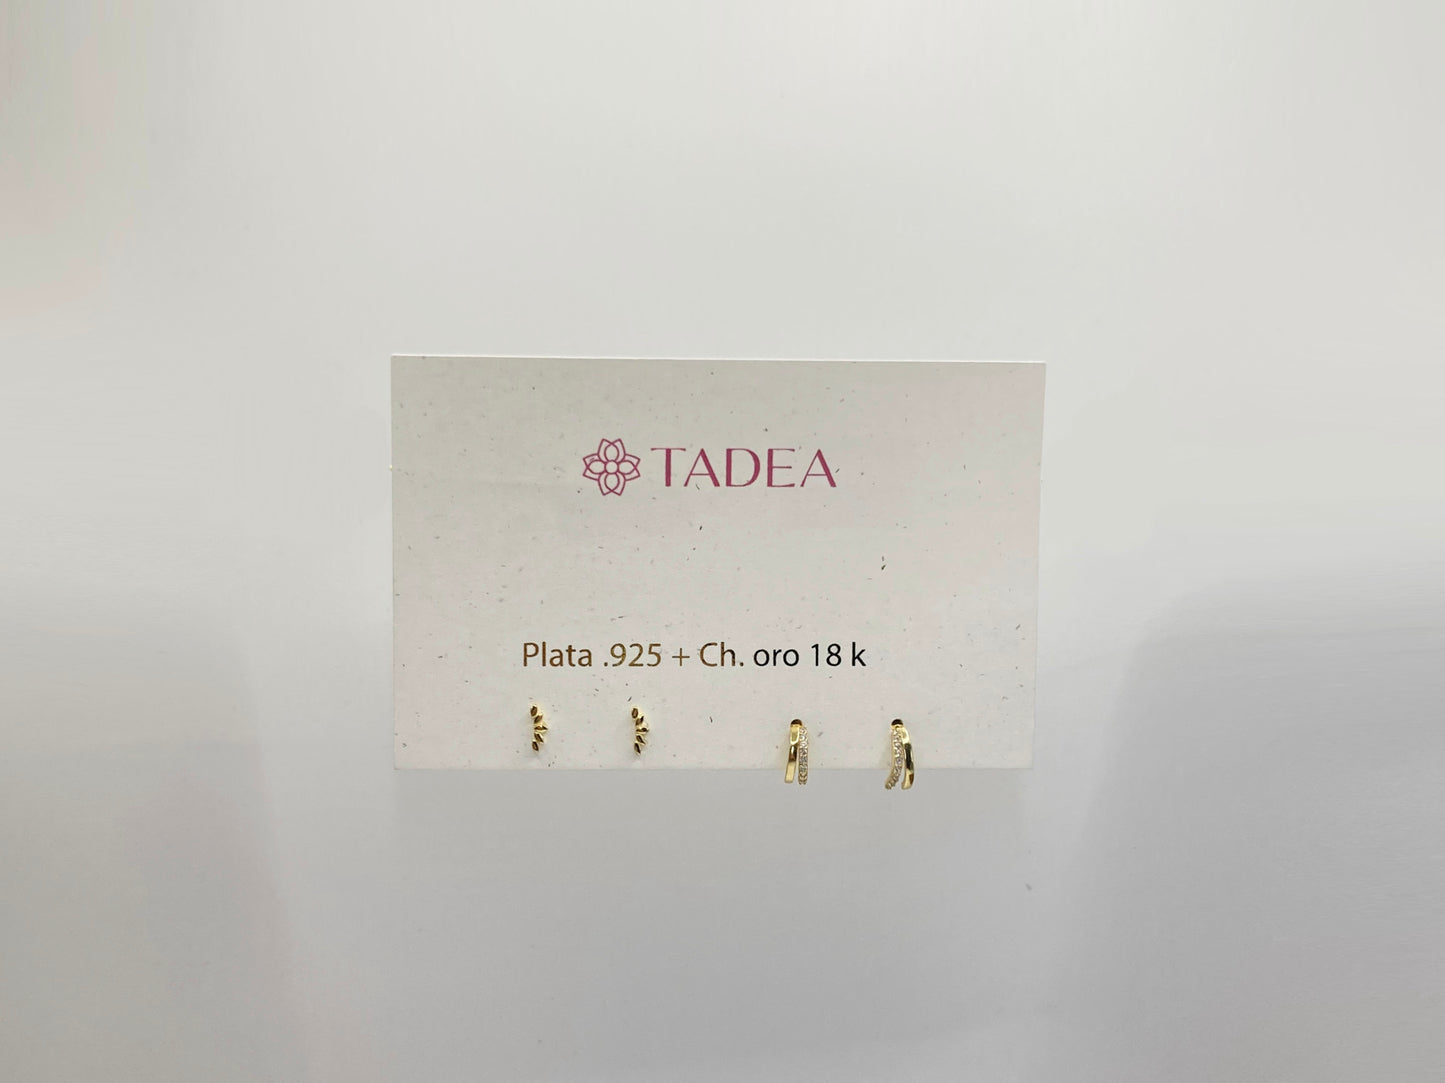 TADEA
Plata .925 + Ch. oro 18 k